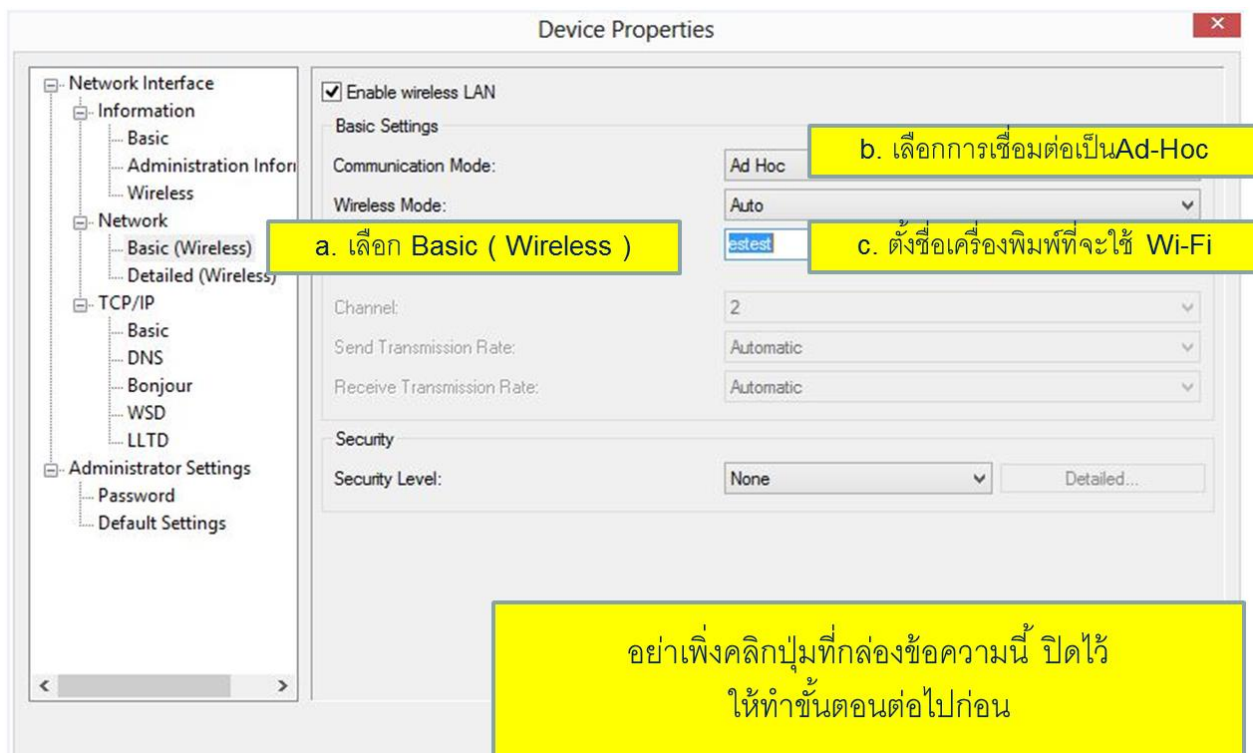 Device Properties
Network Interface
Information
Basic
Administration Infor
Wireless
Network
Basic (Wireless)
Detailed (Wireless)
TCP/IP
Basic
DNS
Bonjour
WSD
LLTD
Administrator Settings
Password
Default Settings
Enable wireless LAN
Basic Settings
Communication Mode:
Ad Hoc
b. เลือกการเชื่อมต่อเป็นAd-Hoc
Wireless Mode:
Auto
a. เลือก Basic ( Wireless )
estest
c. ตั้งชื่อเครื่องพิมพ์ที่จะใช้ Wi-Fi
Channel:
2
Send Transmission Rate:
Automatic
Receive Transmission Rate:
Automatic
Security
Security Level:
None
Detailed...
อย่าเพิ่งคลิกปุ่มที่กล่องข้อความนี้ ปิดไว้
ให้ทำขั้นตอนต่อไปก่อน